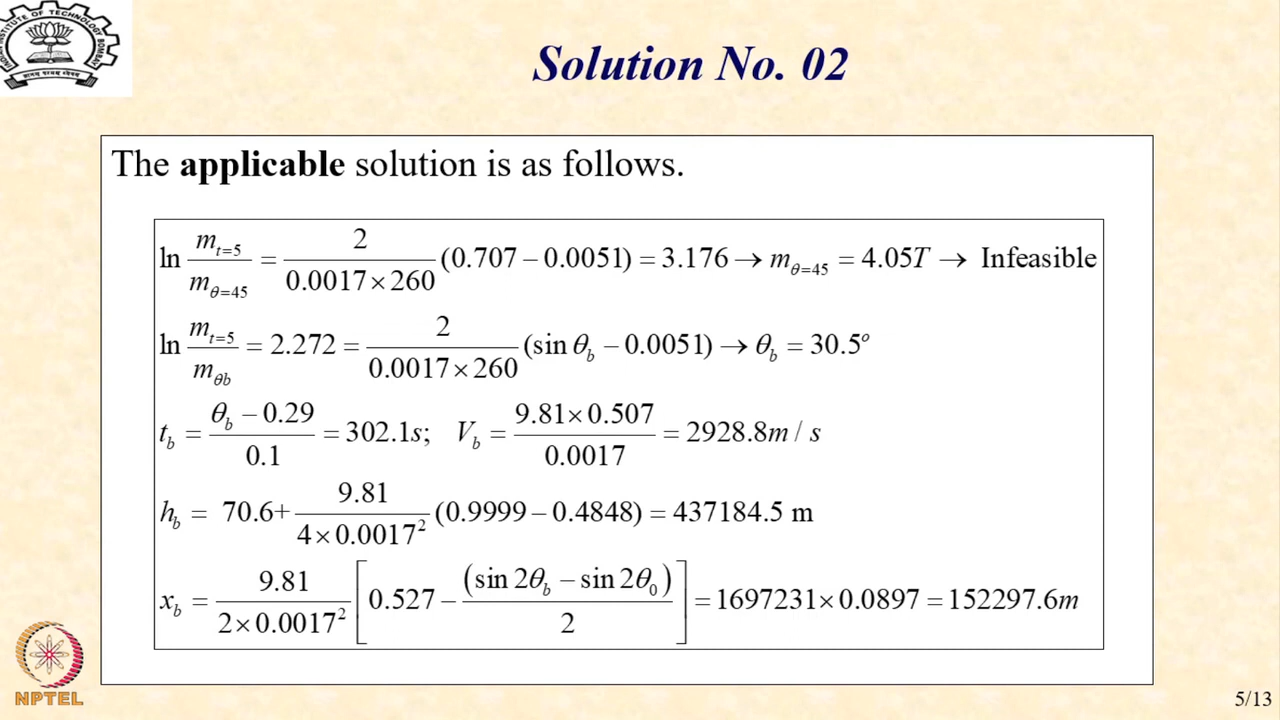 Solution No. 02
The applicable solution is as follows.
ln m_{t=5}/m_{θ=45} = 2/(0.0017×260) (0.707 – 0.0051) = 3.176 → m_{θ=45} = 4.05T → Infeasible
ln m_{t=5}/m_{θb} = 2.272 = 2/(0.0017×260) (sin θ_b – 0.0051) → θ_b = 30.5°
t_b = (θ_b – 0.29)/0.1 = 302.1s; V_b = (9.81×0.507)/0.0017 = 2928.8m / s
h_b = 70.6+ 9.81/(4×0.0017²) (0.9999 – 0.4848) = 437184.5 m
x_b = 9.81/(2×0.0017²) [0.527 – (sin 2θ_b – sin 2θ_0)/2] = 1697231×0.0897 = 152297.6m
NPTEL
5/13